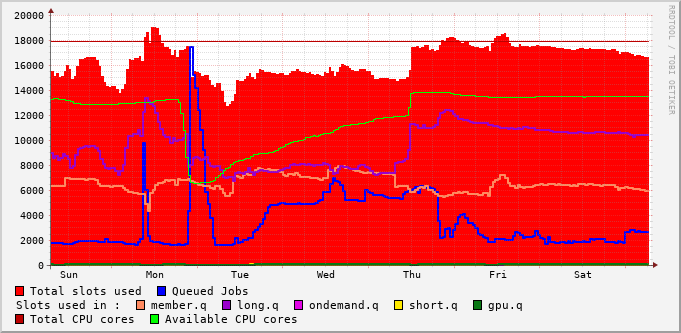 20000
18000
16000
14000
12000
10000
8000
6000
4000
2000
0
Sun Mon Tue Wed Thu Fri Sat
Total slots used Queued Jobs
Slots used in : member.q long.q ondemand.q short.q gpu.q
Total CPU cores Available CPU cores
RRDTOOL / TOBI OETIKER